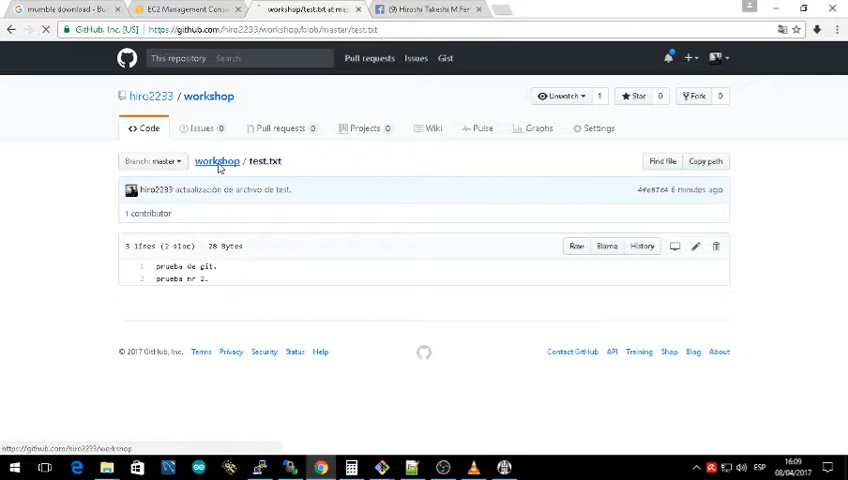 mumble download - Bu
EC2 Management Conso
workshop/test.txt at mas
(9) Hiroshi Takeshi M Fer
GitHub, Inc. [US] https://github.com/hiro2233/workshop/blob/master/test.txt
This repository Search Pull requests Issues Gist
hiro2233 / workshop
Unwatch 1 Star 0 Fork 0
Code Issues 0 Pull requests 0 Projects 0 Wiki Pulse Graphs Settings
Branch: master workshop / test.txt Find file Copy path
hiro2233 actualización de archivo de test. 4fe87d4 6 minutes ago
1 contributor
3 lines (2 sloc) 28 Bytes Raw Blame History
1 prueba de git.
2 prueba nr 2.
© 2017 GitHub, Inc. Terms Privacy Security Status Help Contact GitHub API Training Shop Blog About
https://github.com/hiro2233/workshop
ESP 16:09
08/04/2017